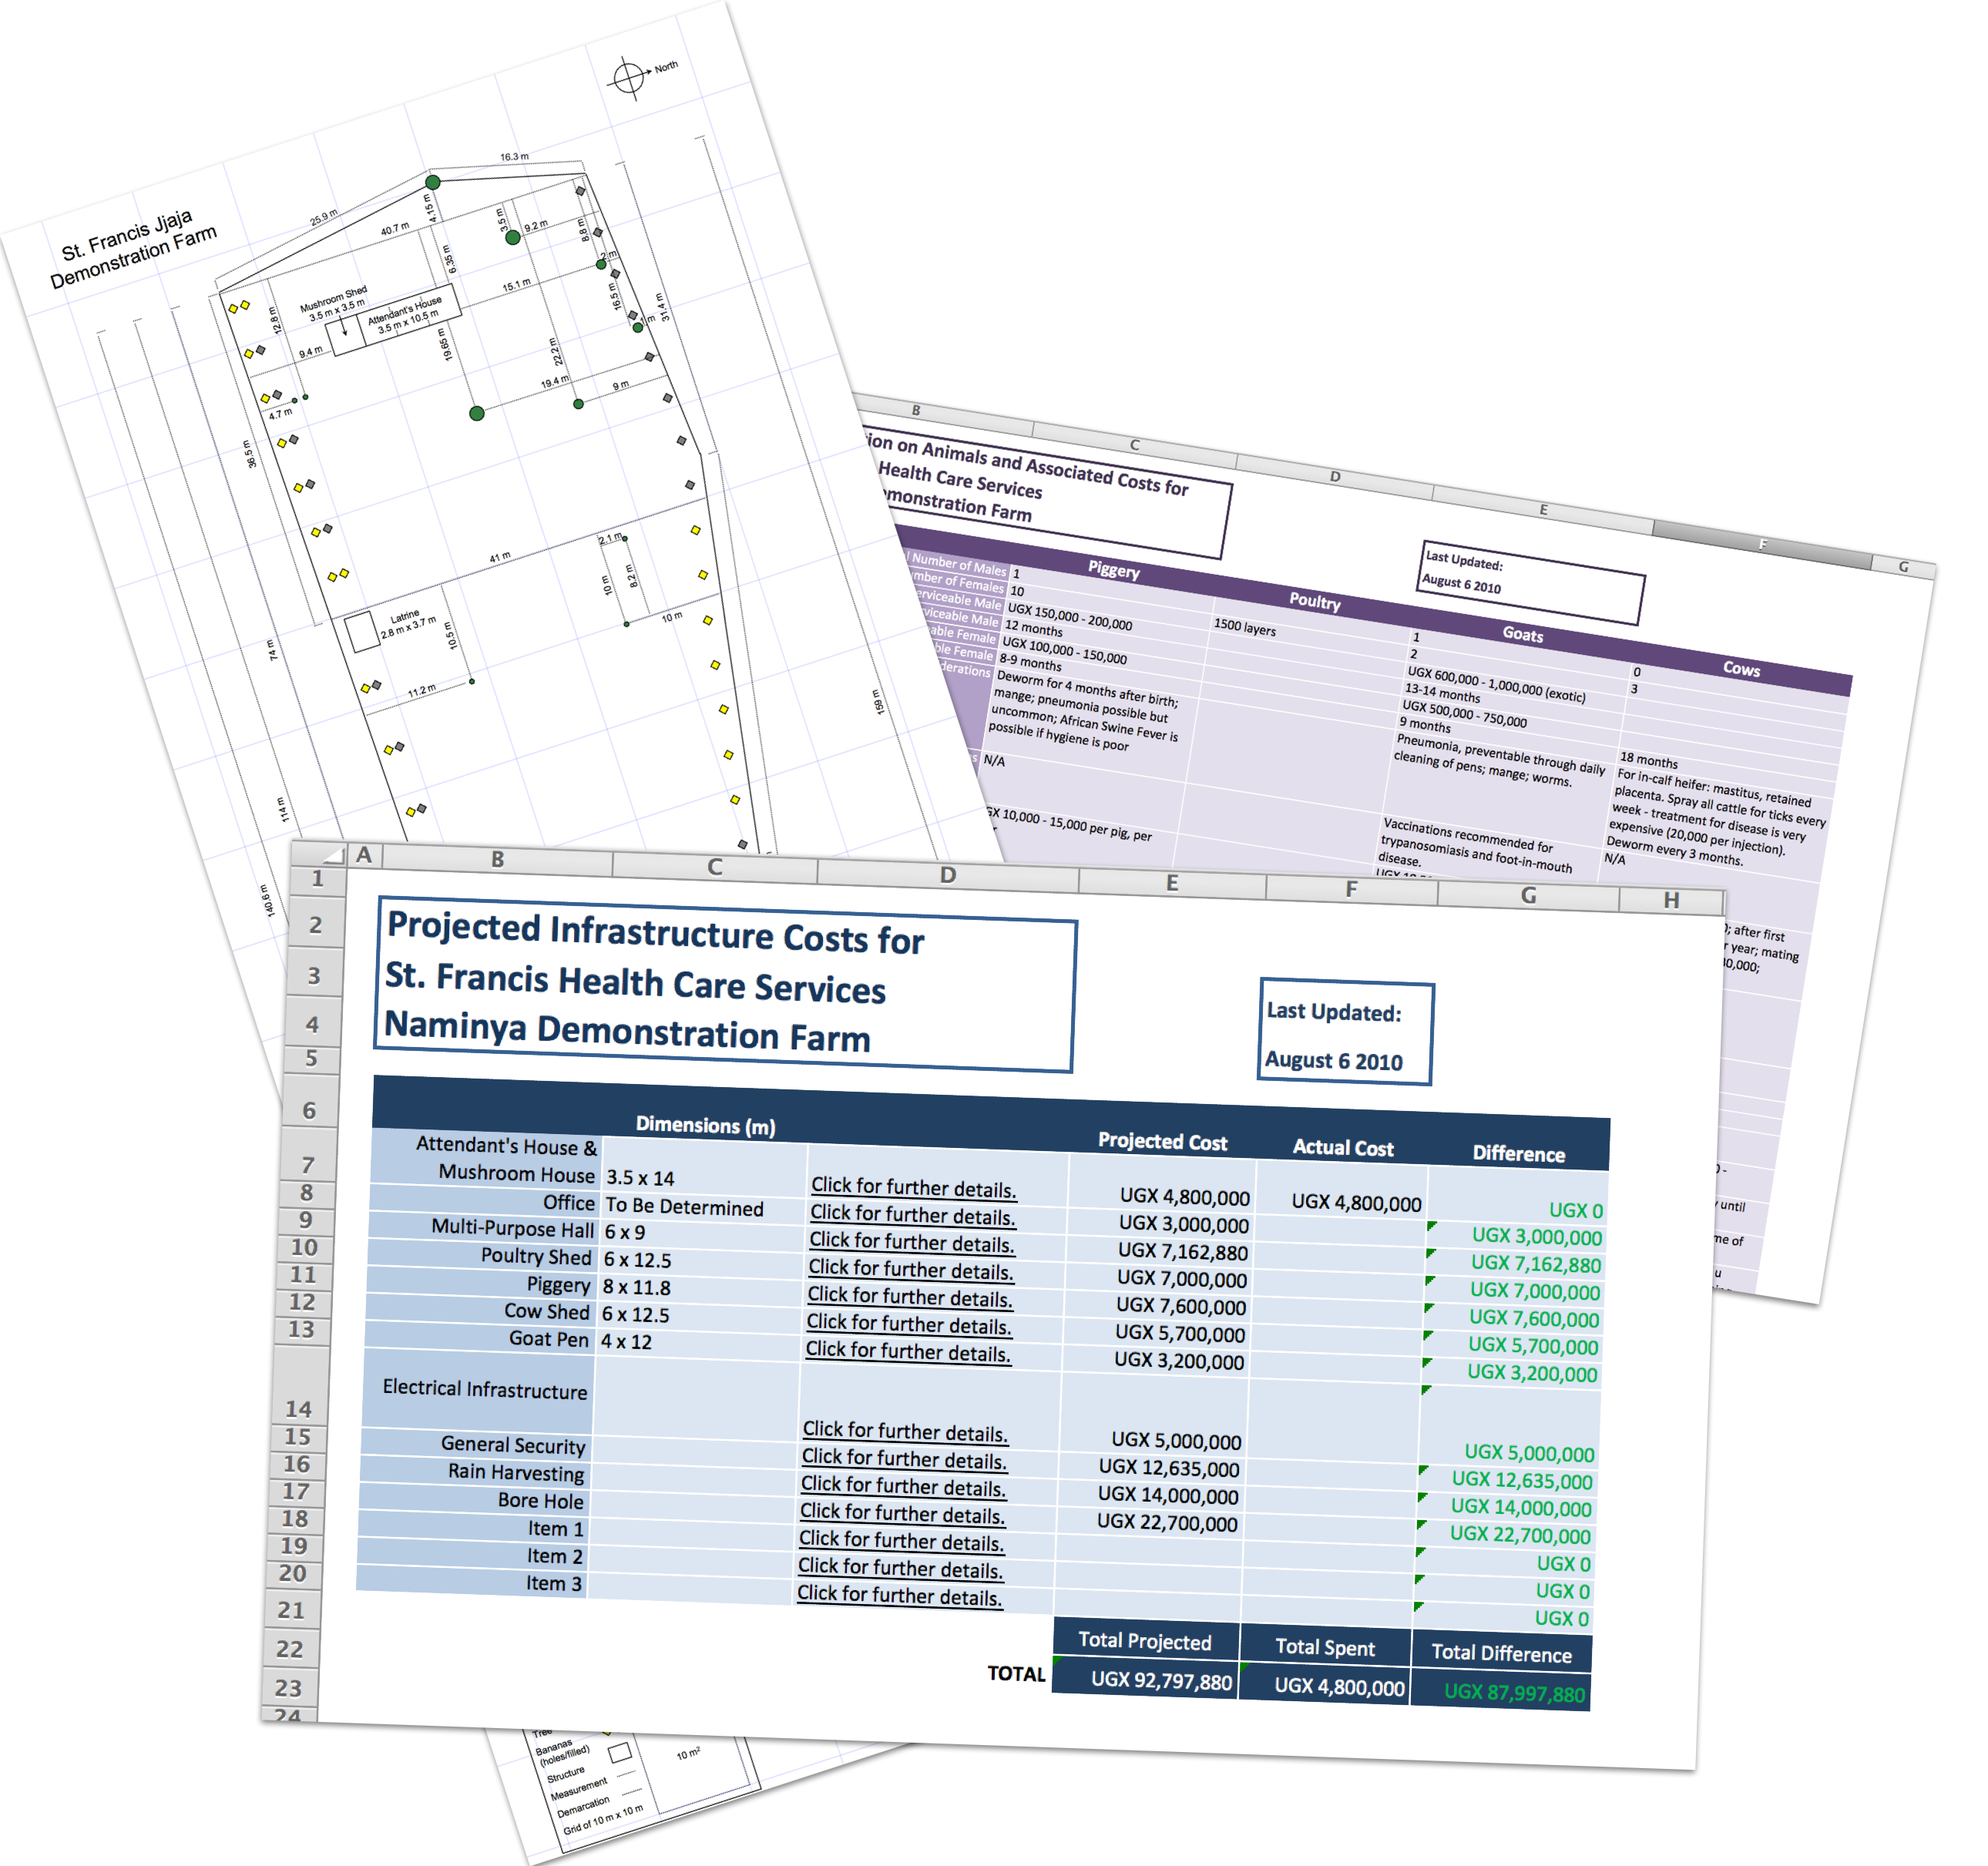 North
St. Francis Jjaja
Demonstration Farm
16.3 m
25.9 m
4.15 m
40.7 m
3.5 m
9.2 m
8.8 m
6.35 m
2 m
15.1 m
16.5 m
31.4 m
Mushroom Shed
3.5 m x 3.5 m
Attendant's House
3.5 m x 10.5 m
12.8 m
9.4 m
19.65 m
22.2 m
19.4 m
9 m
4.7 m
36.5 m
41 m
2.1 m
10 m
8.2 m
10 m
Latrine
2.8 m x 3.7 m
10.5 m
11.2 m
74 m
114 m
140.6 m
159 m
B C D E F G
on Animals and Associated Costs for
Health Care Services
Demonstration Farm
Last Updated:
August 6 2010
Piggery Poultry Goats Cows
Number of Males 1 1 0
Number of Females 10 1500 layers 2 3
Serviceable Male UGX 150,000 - 200,000 UGX 600,000 - 1,000,000 (exotic)
Serviceable Male 12 months 13-14 months
Female UGX 100,000 - 150,000 UGX 500,000 - 750,000
Female 8-9 months 9 months 18 months
Deworm for 4 months after birth;
mange; pneumonia possible but
uncommon; African Swine Fever is
possible if hygiene is poor
Pneumonia, preventable through daily
cleaning of pens; mange; worms.
For in-calf heifer: mastitus, retained
placenta. Spray all cattle for ticks every
week - treatment for disease is very
expensive (20,000 per injection).
Deworm every 3 months.
N/A
Vaccinations recommended for
trypanosomiasis and foot-in-mouth
disease.
N/A
10,000 - 15,000 per pig, per
; after first
year; mating
until
me of
A B C D E F G H
1
2 Projected Infrastructure Costs for
3 St. Francis Health Care Services
4 Naminya Demonstration Farm
5
Last Updated:
August 6 2010
6 Dimensions (m) Projected Cost Actual Cost Difference
7 Attendant's House &
Mushroom House 3.5 x 14 Click for further details. UGX 4,800,000 UGX 4,800,000 UGX 0
8 Office To Be Determined Click for further details. UGX 3,000,000 UGX 3,000,000
9 Multi-Purpose Hall 6 x 9 Click for further details. UGX 7,162,880 UGX 7,162,880
10 Poultry Shed 6 x 12.5 Click for further details. UGX 7,000,000 UGX 7,000,000
11 Piggery 8 x 11.8 Click for further details. UGX 7,600,000 UGX 7,600,000
12 Cow Shed 6 x 12.5 Click for further details. UGX 5,700,000 UGX 5,700,000
13 Goat Pen 4 x 12 Click for further details. UGX 3,200,000 UGX 3,200,000
14 Electrical Infrastructure Click for further details. UGX 5,000,000 UGX 5,000,000
15 General Security Click for further details. UGX 12,635,000 UGX 12,635,000
16 Rain Harvesting Click for further details. UGX 14,000,000 UGX 14,000,000
17 Bore Hole Click for further details. UGX 22,700,000 UGX 22,700,000
18 Item 1 Click for further details. UGX 0
19 Item 2 Click for further details. UGX 0
20 Item 3 Click for further details. UGX 0
21
22 Total Projected Total Spent Total Difference
23 TOTAL UGX 92,797,880 UGX 4,800,000 UGX 87,997,880
24
Tree
Bananas
(holes/filled)
Structure
Measurement
Demarcation
Grid of 10 m x 10 m
10 m²